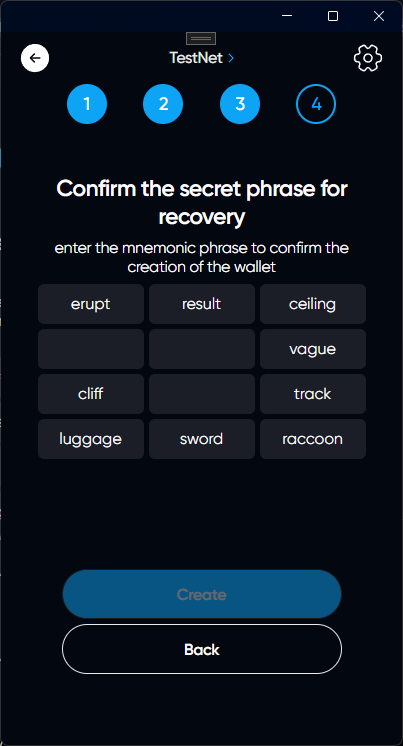 TestNet
1 2 3 4
Confirm the secret phrase for
recovery
enter the mnemonic phrase to confirm the
creation of the wallet
erupt result ceiling
vague
cliff track
luggage sword raccoon
Create
Back